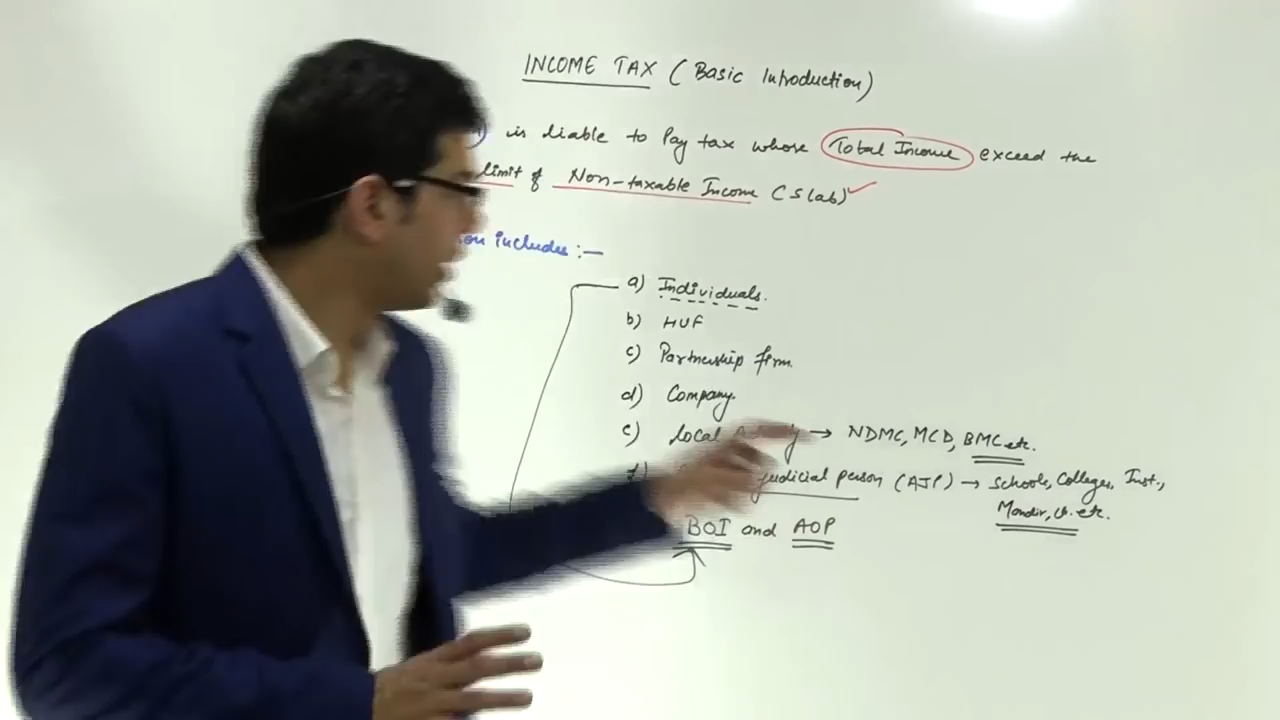 INCOME TAX (Basic Introduction)
is liable to Pay tax whose Total Income exceed the
limit of Non-taxable Income (Slab)
includes :-
a) Individuals.
b) HUF
c) Partnership firm.
d) Company.
e) Local → NDMC, MCD, BMC etc.
judicial person (AJP) → Schools, Colleges, Inst.,
Mandir, etc.
BOI and AOP